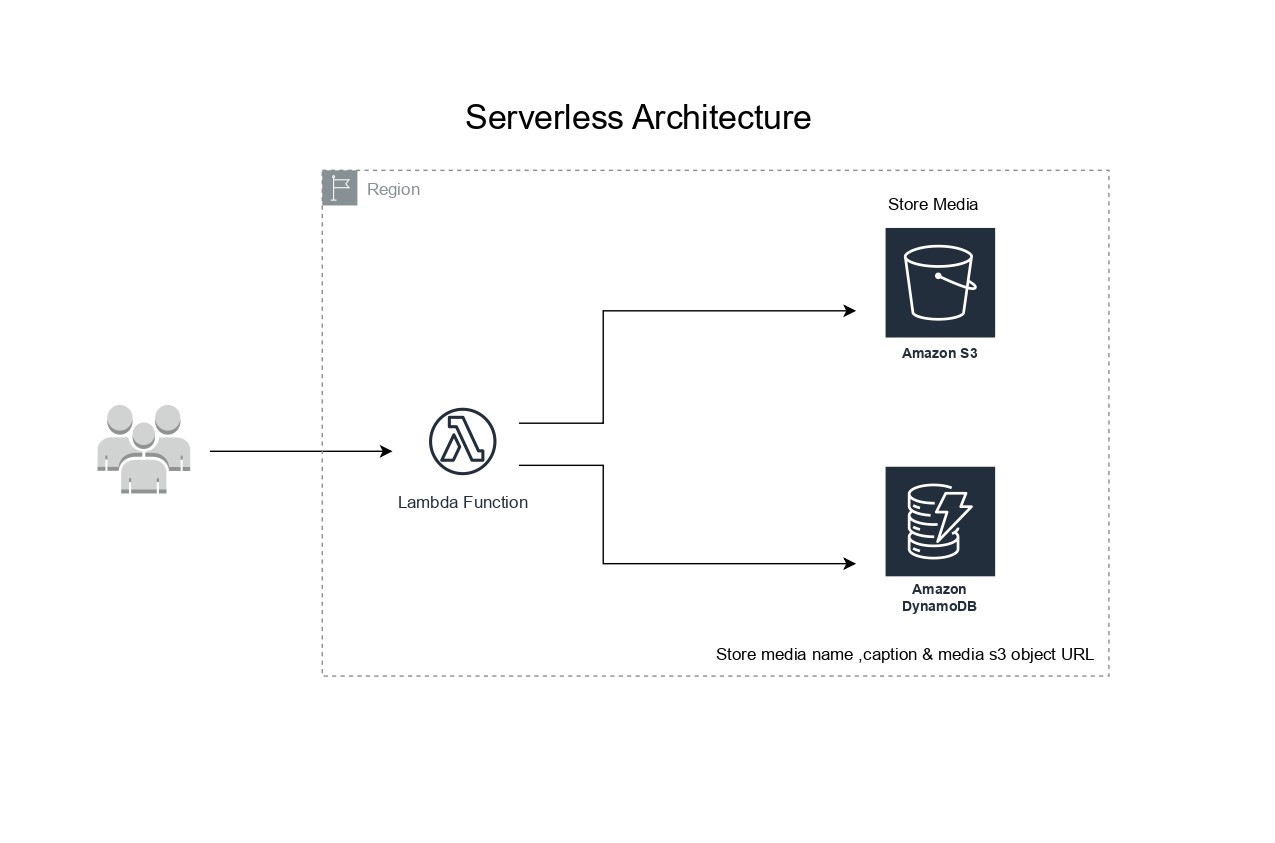 Serverless Architecture
Region
Store Media
Amazon S3
Lambda Function
Amazon
DynamoDB
Store media name ,caption & media s3 object URL